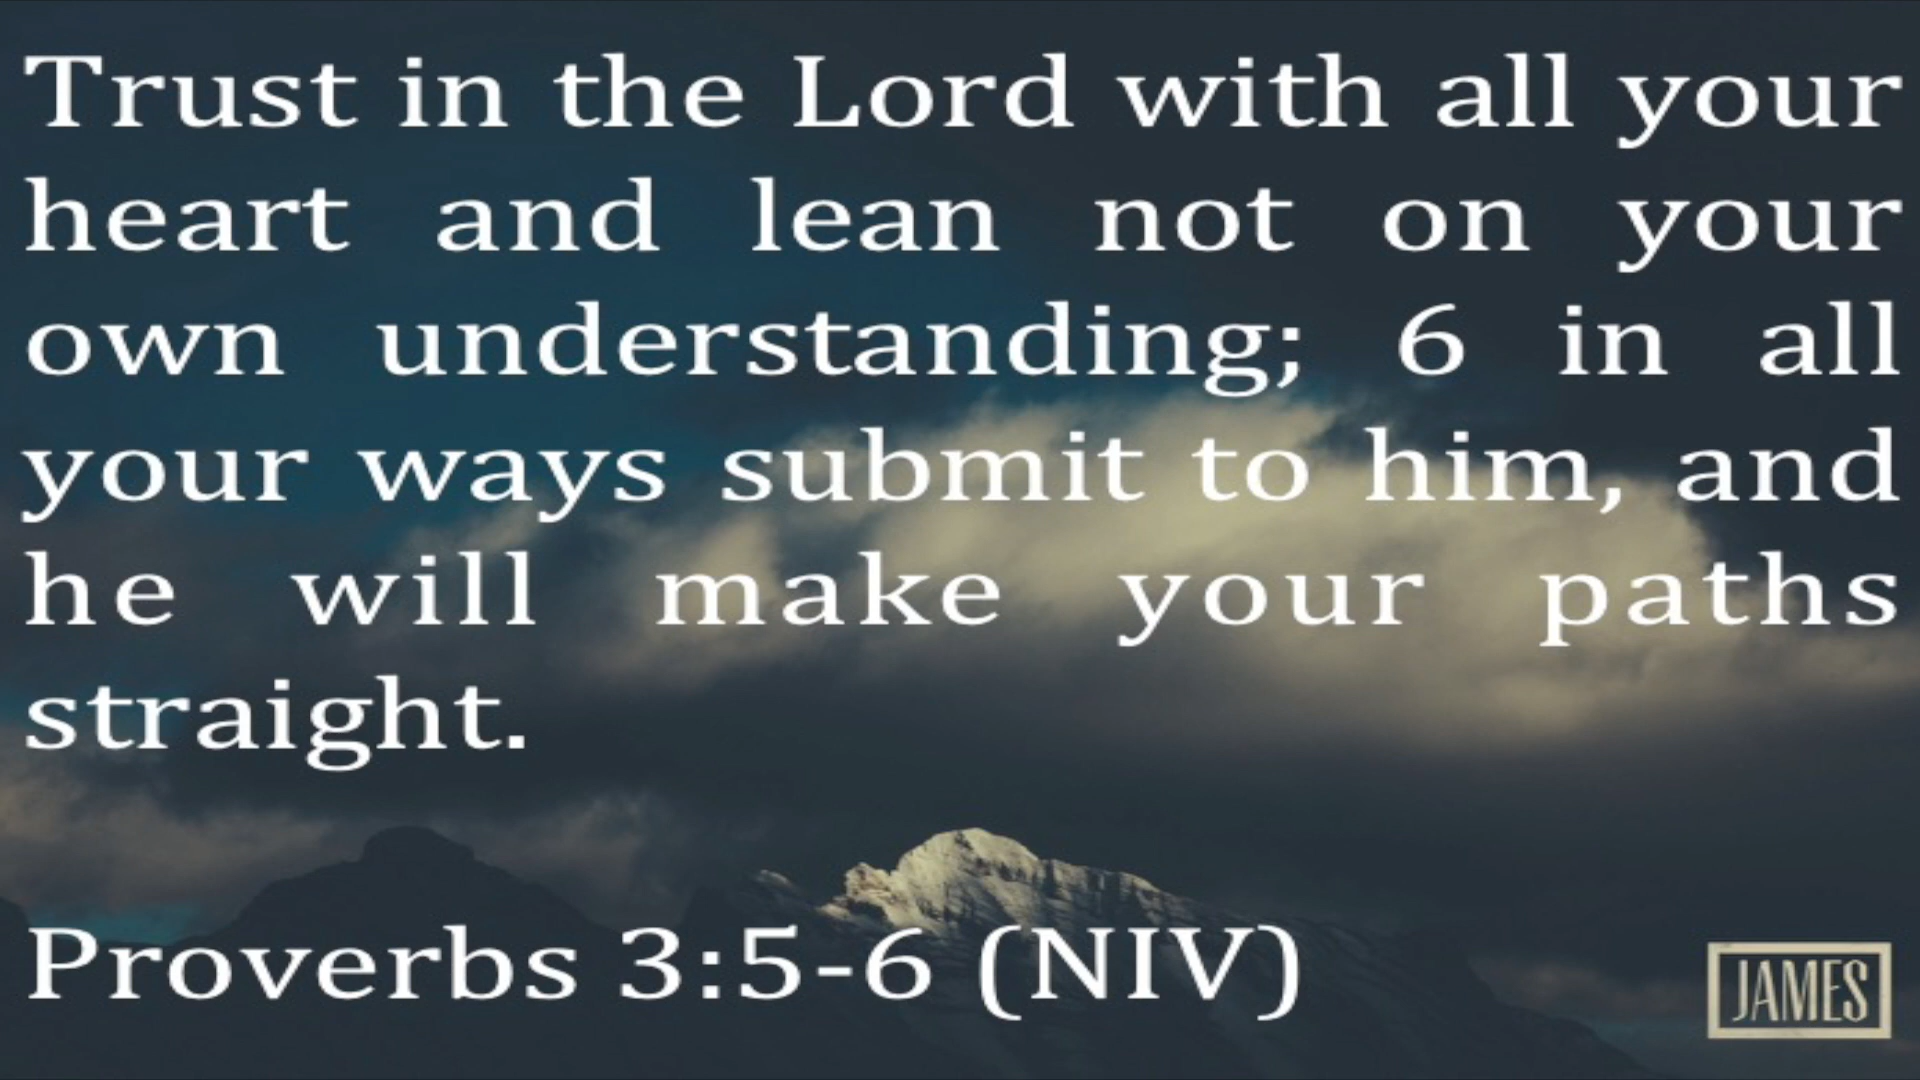 Trust in the Lord with all your
heart and lean not on your
own understanding; 6 in all
your ways submit to him, and
he will make your paths
straight.
Proverbs 3:5-6 (NIV)
JAMES